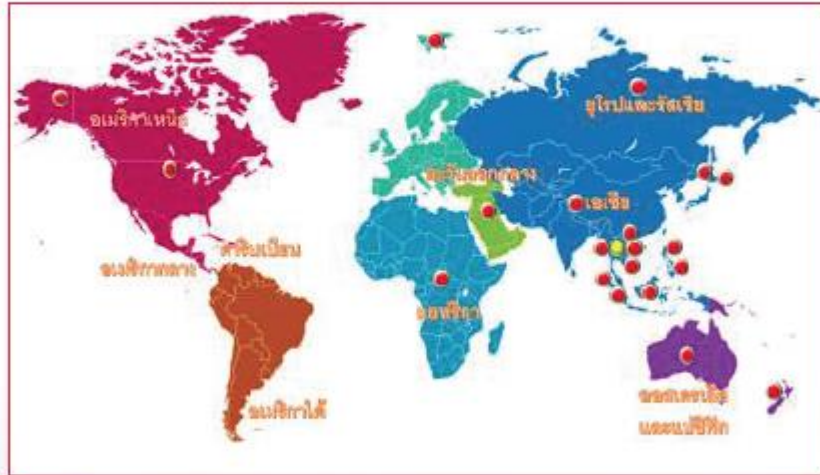 อเมริกาเหนือ
ยุโรปและรัสเซีย
ตะวันออกกลาง
เอเชีย
คาริบเบียน
อเมริกากลาง
แอฟริกา
อเมริกาใต้
ออสเตรเลีย
และแปซิฟิก